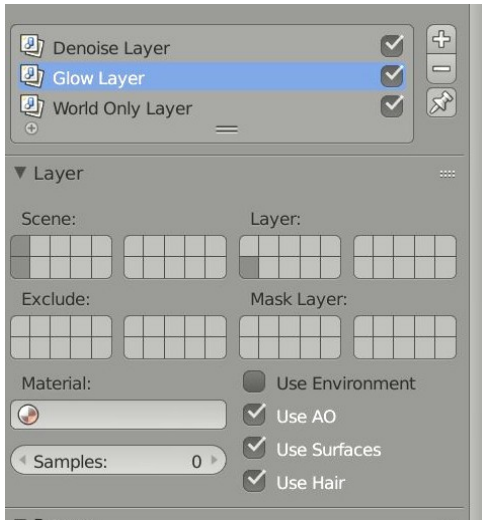 Denoise Layer
Glow Layer
World Only Layer
Layer
Scene:
Layer:
Exclude:
Mask Layer:
Material:
Use Environment
Use AO
Samples: 0
Use Surfaces
Use Hair